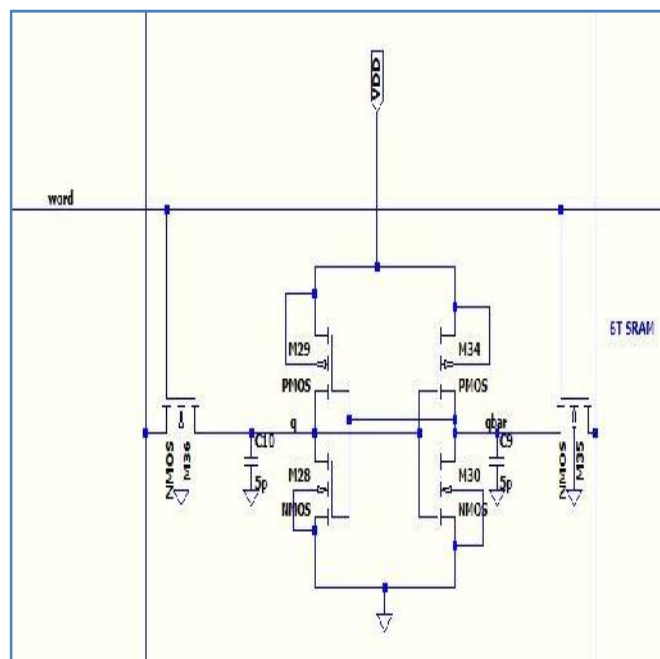 VDD
word
6T SRAM
M29
M34
PMOS
PMOS
q
qbar
C10
C9
NMOS
M36
5p
M28
NMOS
M30
NMOS
5p
NMOS
M35